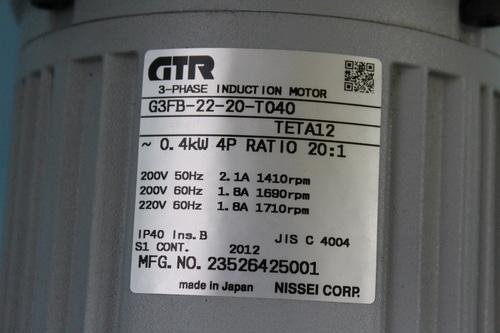 GTR
3-PHASE INDUCTION MOTOR
G3FB-22-20-T040
TETA12
~ 0.4kW 4P RATIO 20:1
200V 50Hz 2.1A 1410rpm
200V 60Hz 1.8A 1690rpm
220V 60Hz 1.8A 1710rpm
IP40 Ins.B JIS C 4004
S1 CONT. 2012
MFG.NO. 23526425001
made in Japan NISSEI CORP.